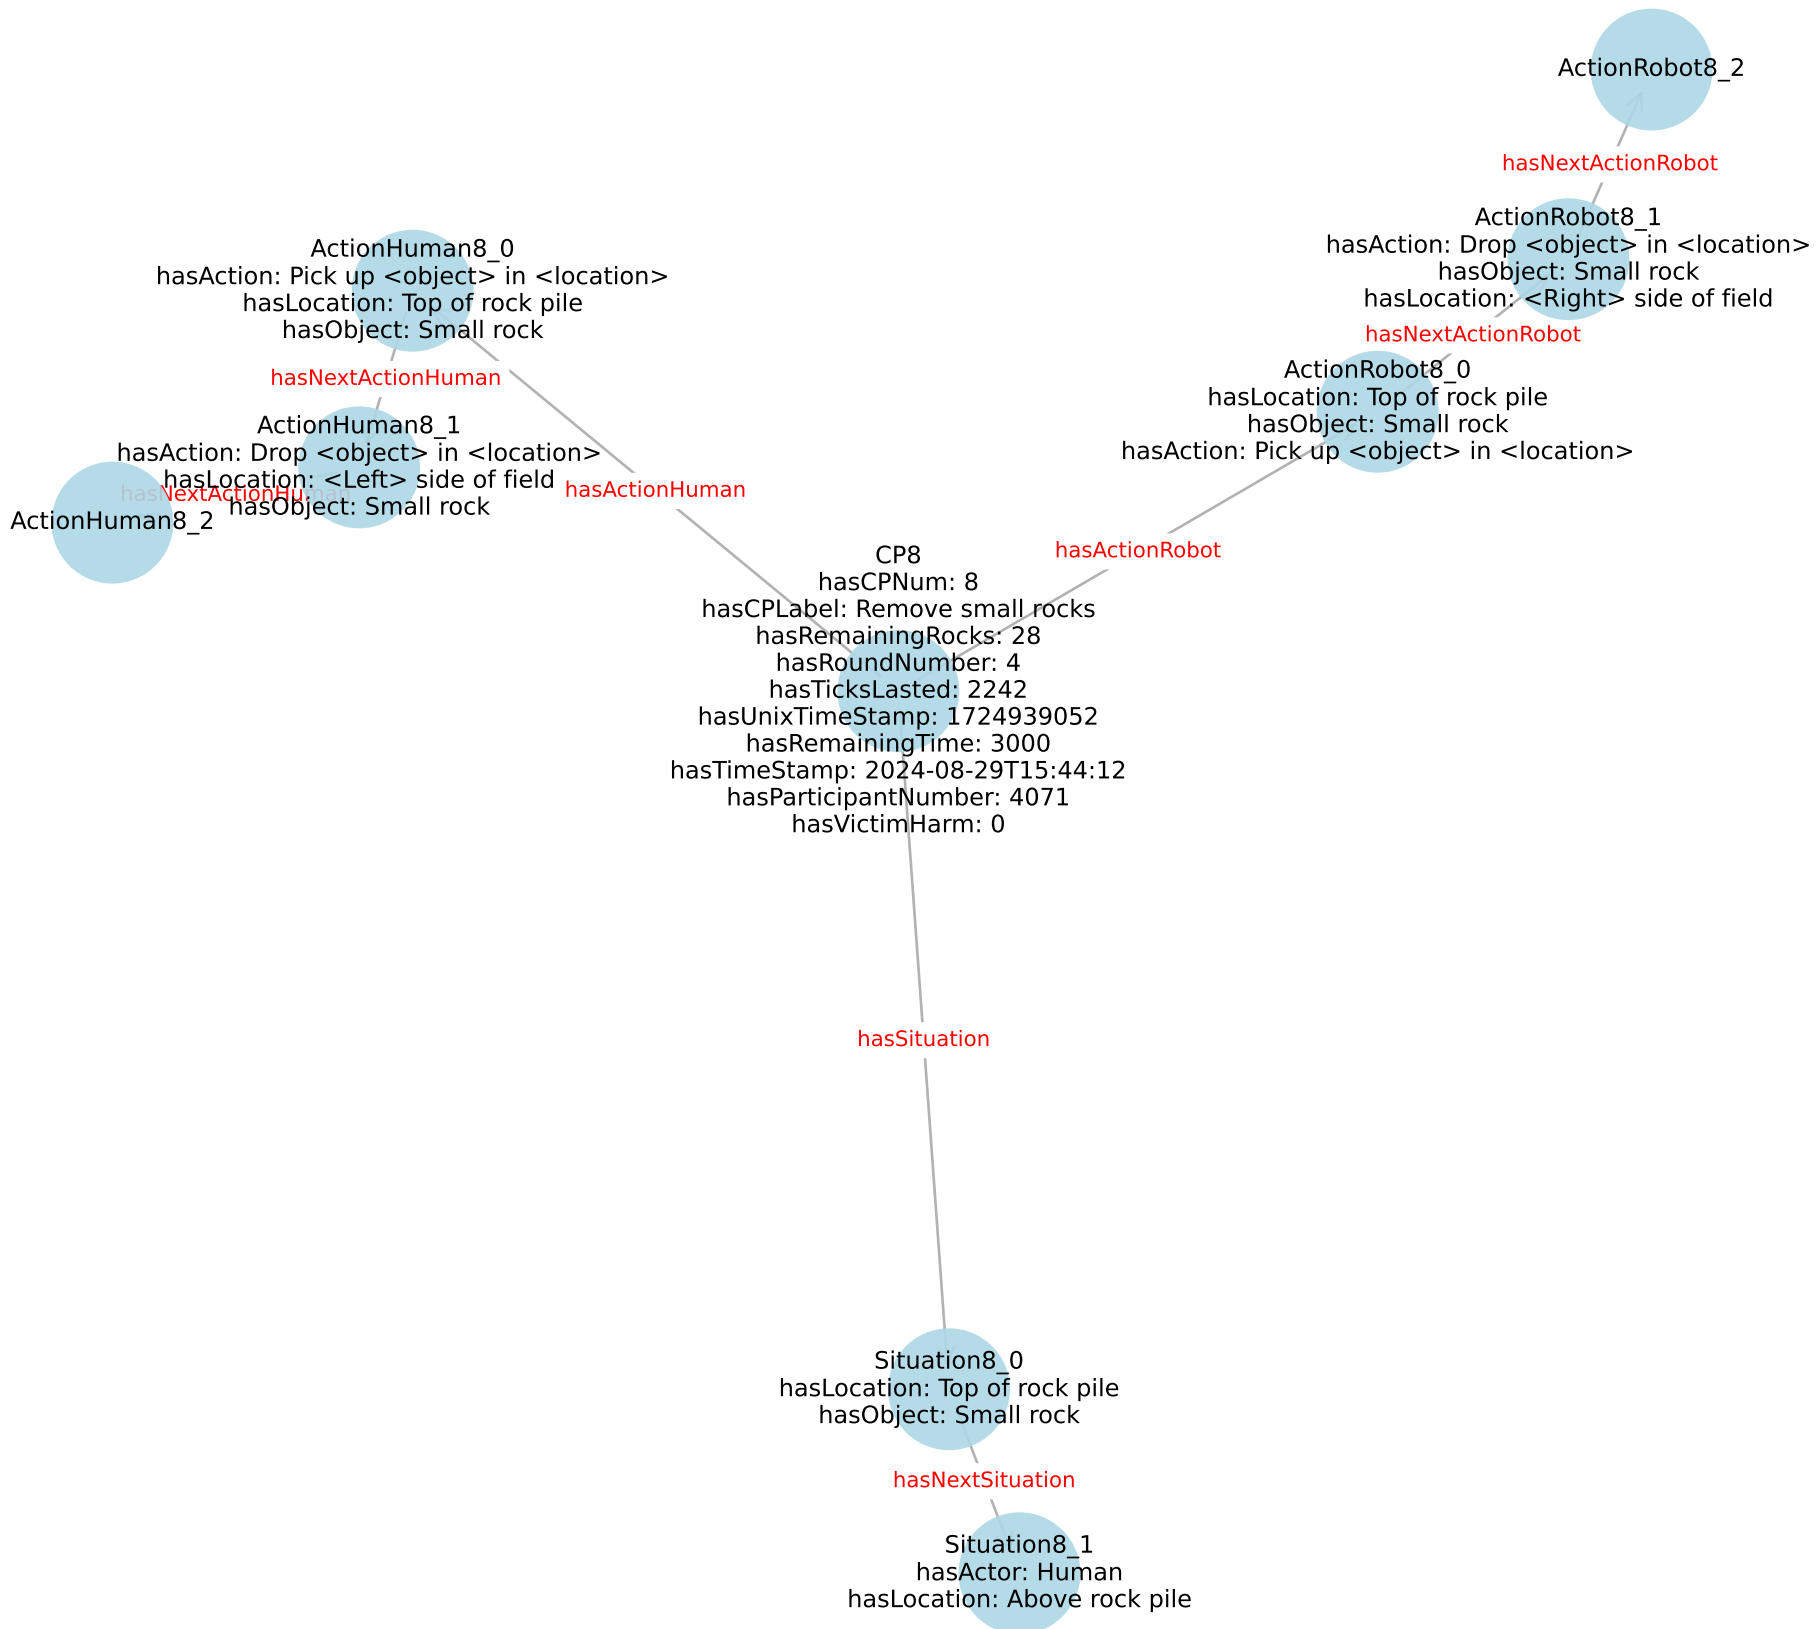 ActionRobot8_2
hasNextActionRobot
ActionRobot8_1
hasAction: Drop <object> in <location>
hasObject: Small rock
hasLocation: <Right> side of field
hasNextActionRobot
ActionRobot8_0
hasLocation: Top of rock pile
hasObject: Small rock
hasAction: Pick up <object> in <location>
hasActionRobot
ActionHuman8_0
hasAction: Pick up <object> in <location>
hasLocation: Top of rock pile
hasObject: Small rock
hasNextActionHuman
ActionHuman8_1
hasAction: Drop <object> in <location>
hasLocation: <Left> side of field
hasObject: Small rock
hasNextActionHuman
ActionHuman8_2
hasActionHuman
CP8
hasCPNum: 8
hasCPLabel: Remove small rocks
hasRemainingRocks: 28
hasRoundNumber: 4
hasTicksLasted: 2242
hasUnixTimeStamp: 1724939052
hasRemainingTime: 3000
hasTimeStamp: 2024-08-29T15:44:12
hasParticipantNumber: 4071
hasVictimHarm: 0
hasSituation
Situation8_0
hasLocation: Top of rock pile
hasObject: Small rock
hasNextSituation
Situation8_1
hasActor: Human
hasLocation: Above rock pile